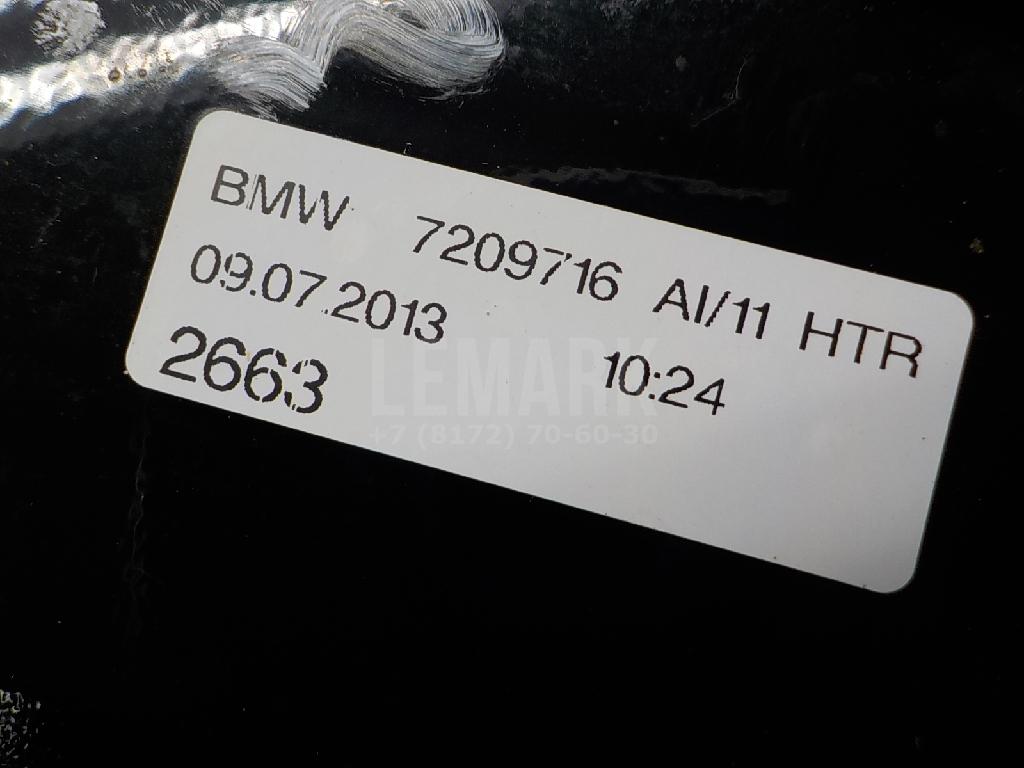 BMW 7209716 AI/11 HTR
09.07.2013 10:24
2663
LEMARK
+7 (8172) 70-60-30